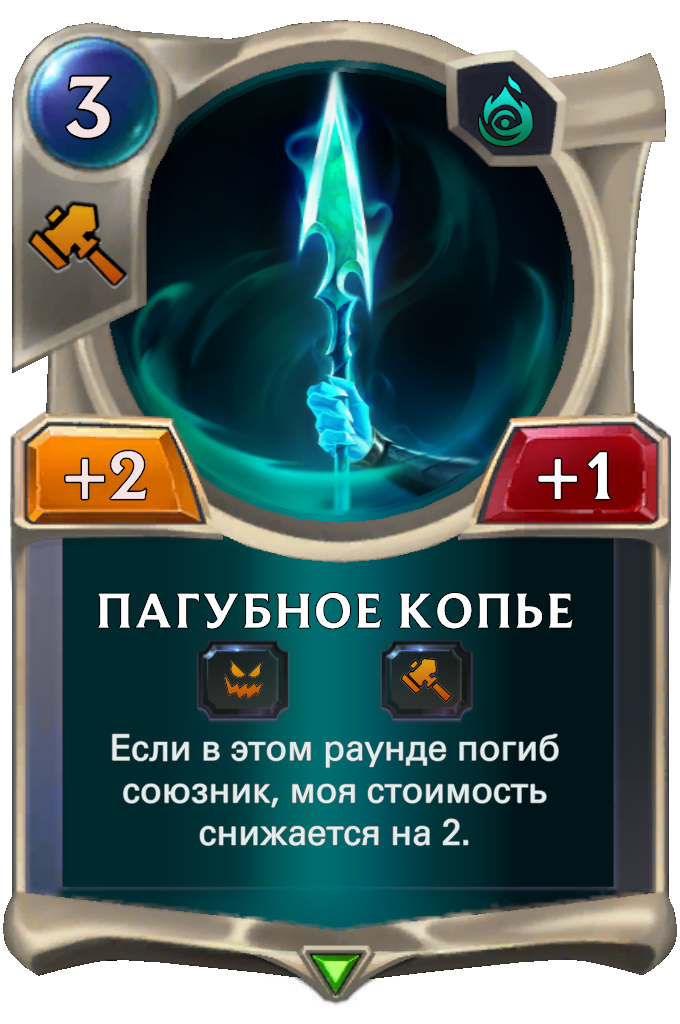 3
+2
+1
ПАГУБНОЕ КОПЬЕ
Если в этом раунде погиб
союзник, моя стоимость
снижается на 2.